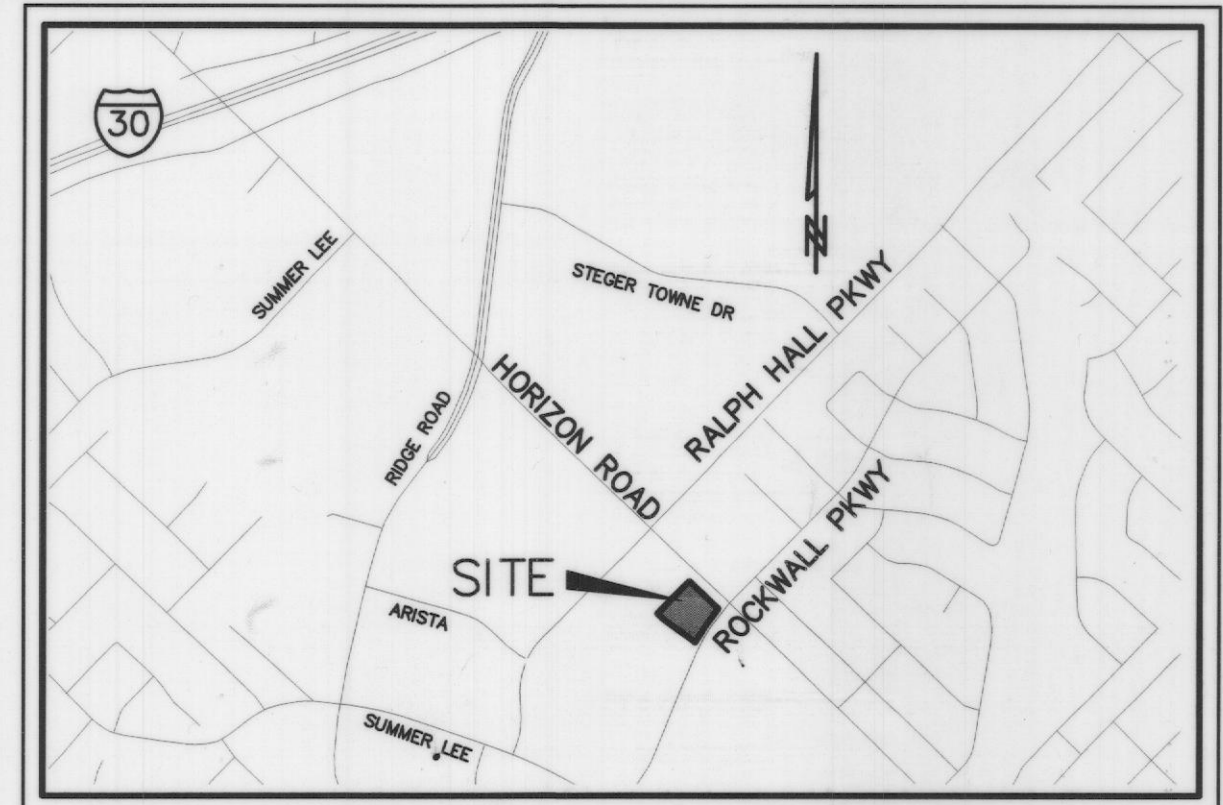 30
N
SUMMER LEE
STEGER TOWNE DR
RALPH HALL PKWY
HORIZON ROAD
RIDGE ROAD
ROCKWALL PKWY
SITE
ARISTA
SUMMER LEE